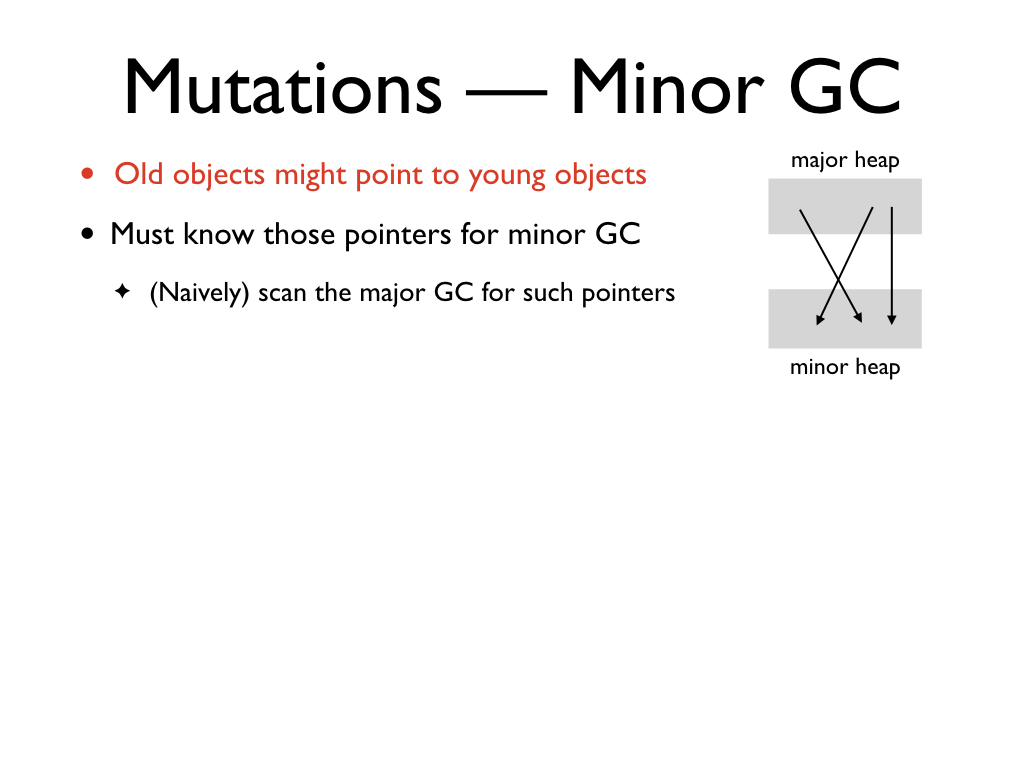 Mutations — Minor GC
• Old objects might point to young objects
• Must know those pointers for minor GC
✦ (Naively) scan the major GC for such pointers
major heap
minor heap